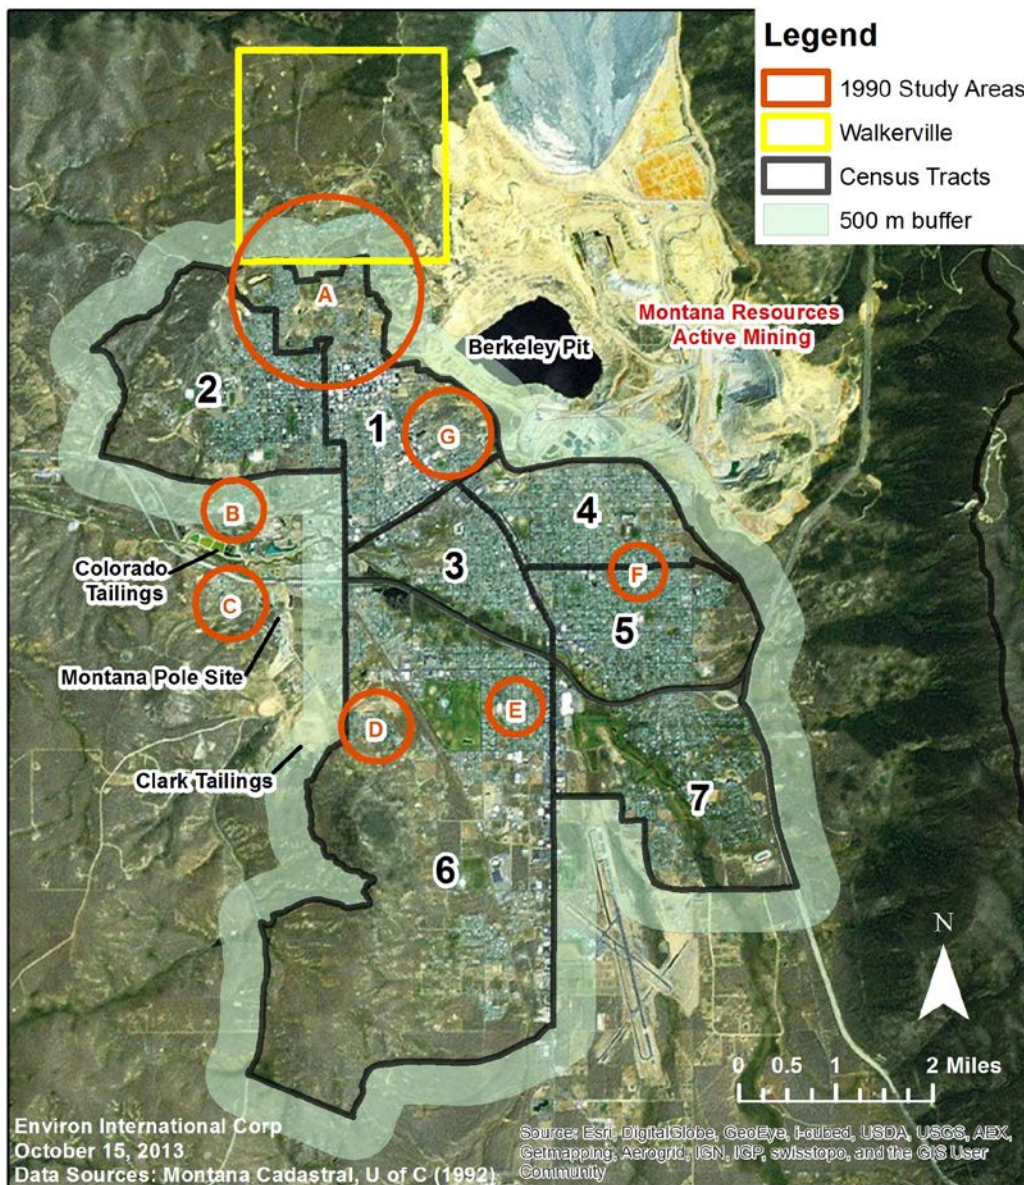 Legend
1990 Study Areas
Walkerville
Census Tracts
500 m buffer
A
Montana Resources
Active Mining
Berkeley Pit
2
1
G
B
4
Colorado
Tailings
3
F
C
5
Montana Pole Site
E
D
Clark Tailings
7
6
N
0 0.5 1 2 Miles
Environ International Corp
October 15, 2013
Data Sources: Montana Cadastral, U of C (1992)
Source: Esri, DigitalGlobe, GeoEye, i-cubed, USDA, USGS, AEX,
Getmapping, Aerogrid, IGN, IGP, swisstopo, and the GIS User
Community